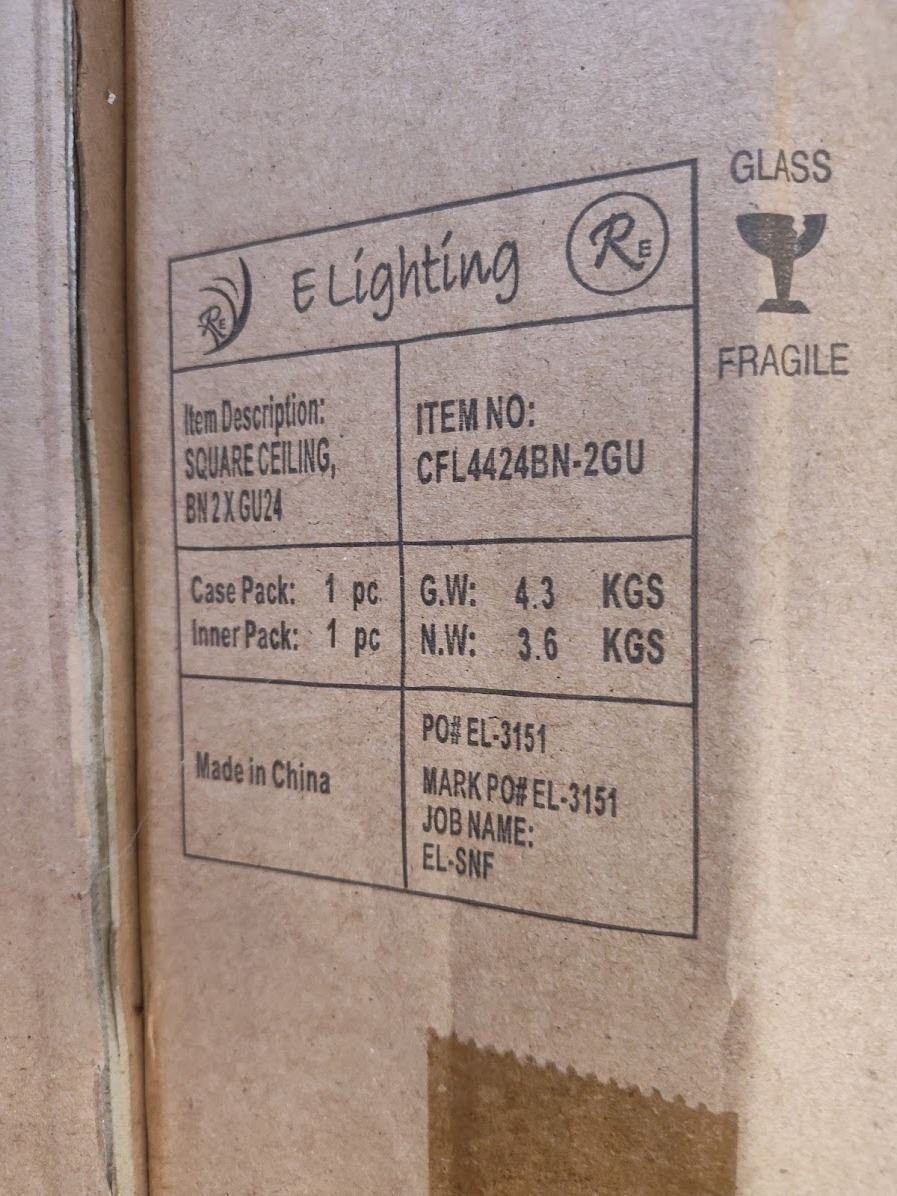 GLASS
FRAGILE
RE
E Lighting
RE
Item Description:
SQUARE CEILING,
BN 2 X GU24
ITEM NO:
CFL4424BN-2GU
Case Pack: 1 pc
Inner Pack: 1 pc
G.W: 4.3 KGS
N.W: 3.6 KGS
Made in China
PO# EL-3151
MARK PO# EL-3151
JOB NAME:
EL-SNF